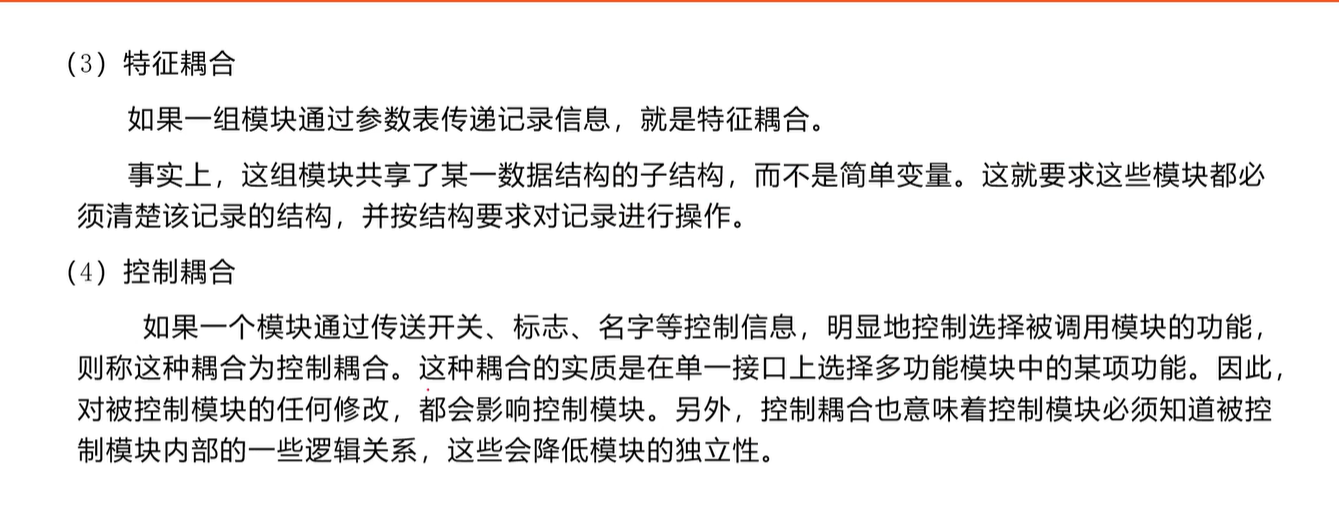 （3）特征耦合
如果一组模块通过参数表传递记录信息，就是特征耦合。
事实上，这组模块共享了某一数据结构的子结构，而不是简单变量。这就要求这些模块都必
须清楚该记录的结构，并按结构要求对记录进行操作。
（4）控制耦合
如果一个模块通过传送开关、标志、名字等控制信息，明显地控制选择被调用模块的功能，
则称这种耦合为控制耦合。这种耦合的实质是在单一接口上选择多功能模块中的某项功能。因此，
对被控制模块的任何修改，都会影响控制模块。另外，控制耦合也意味着控制模块必须知道被控
制模块内部的一些逻辑关系，这些会降低模块的独立性。